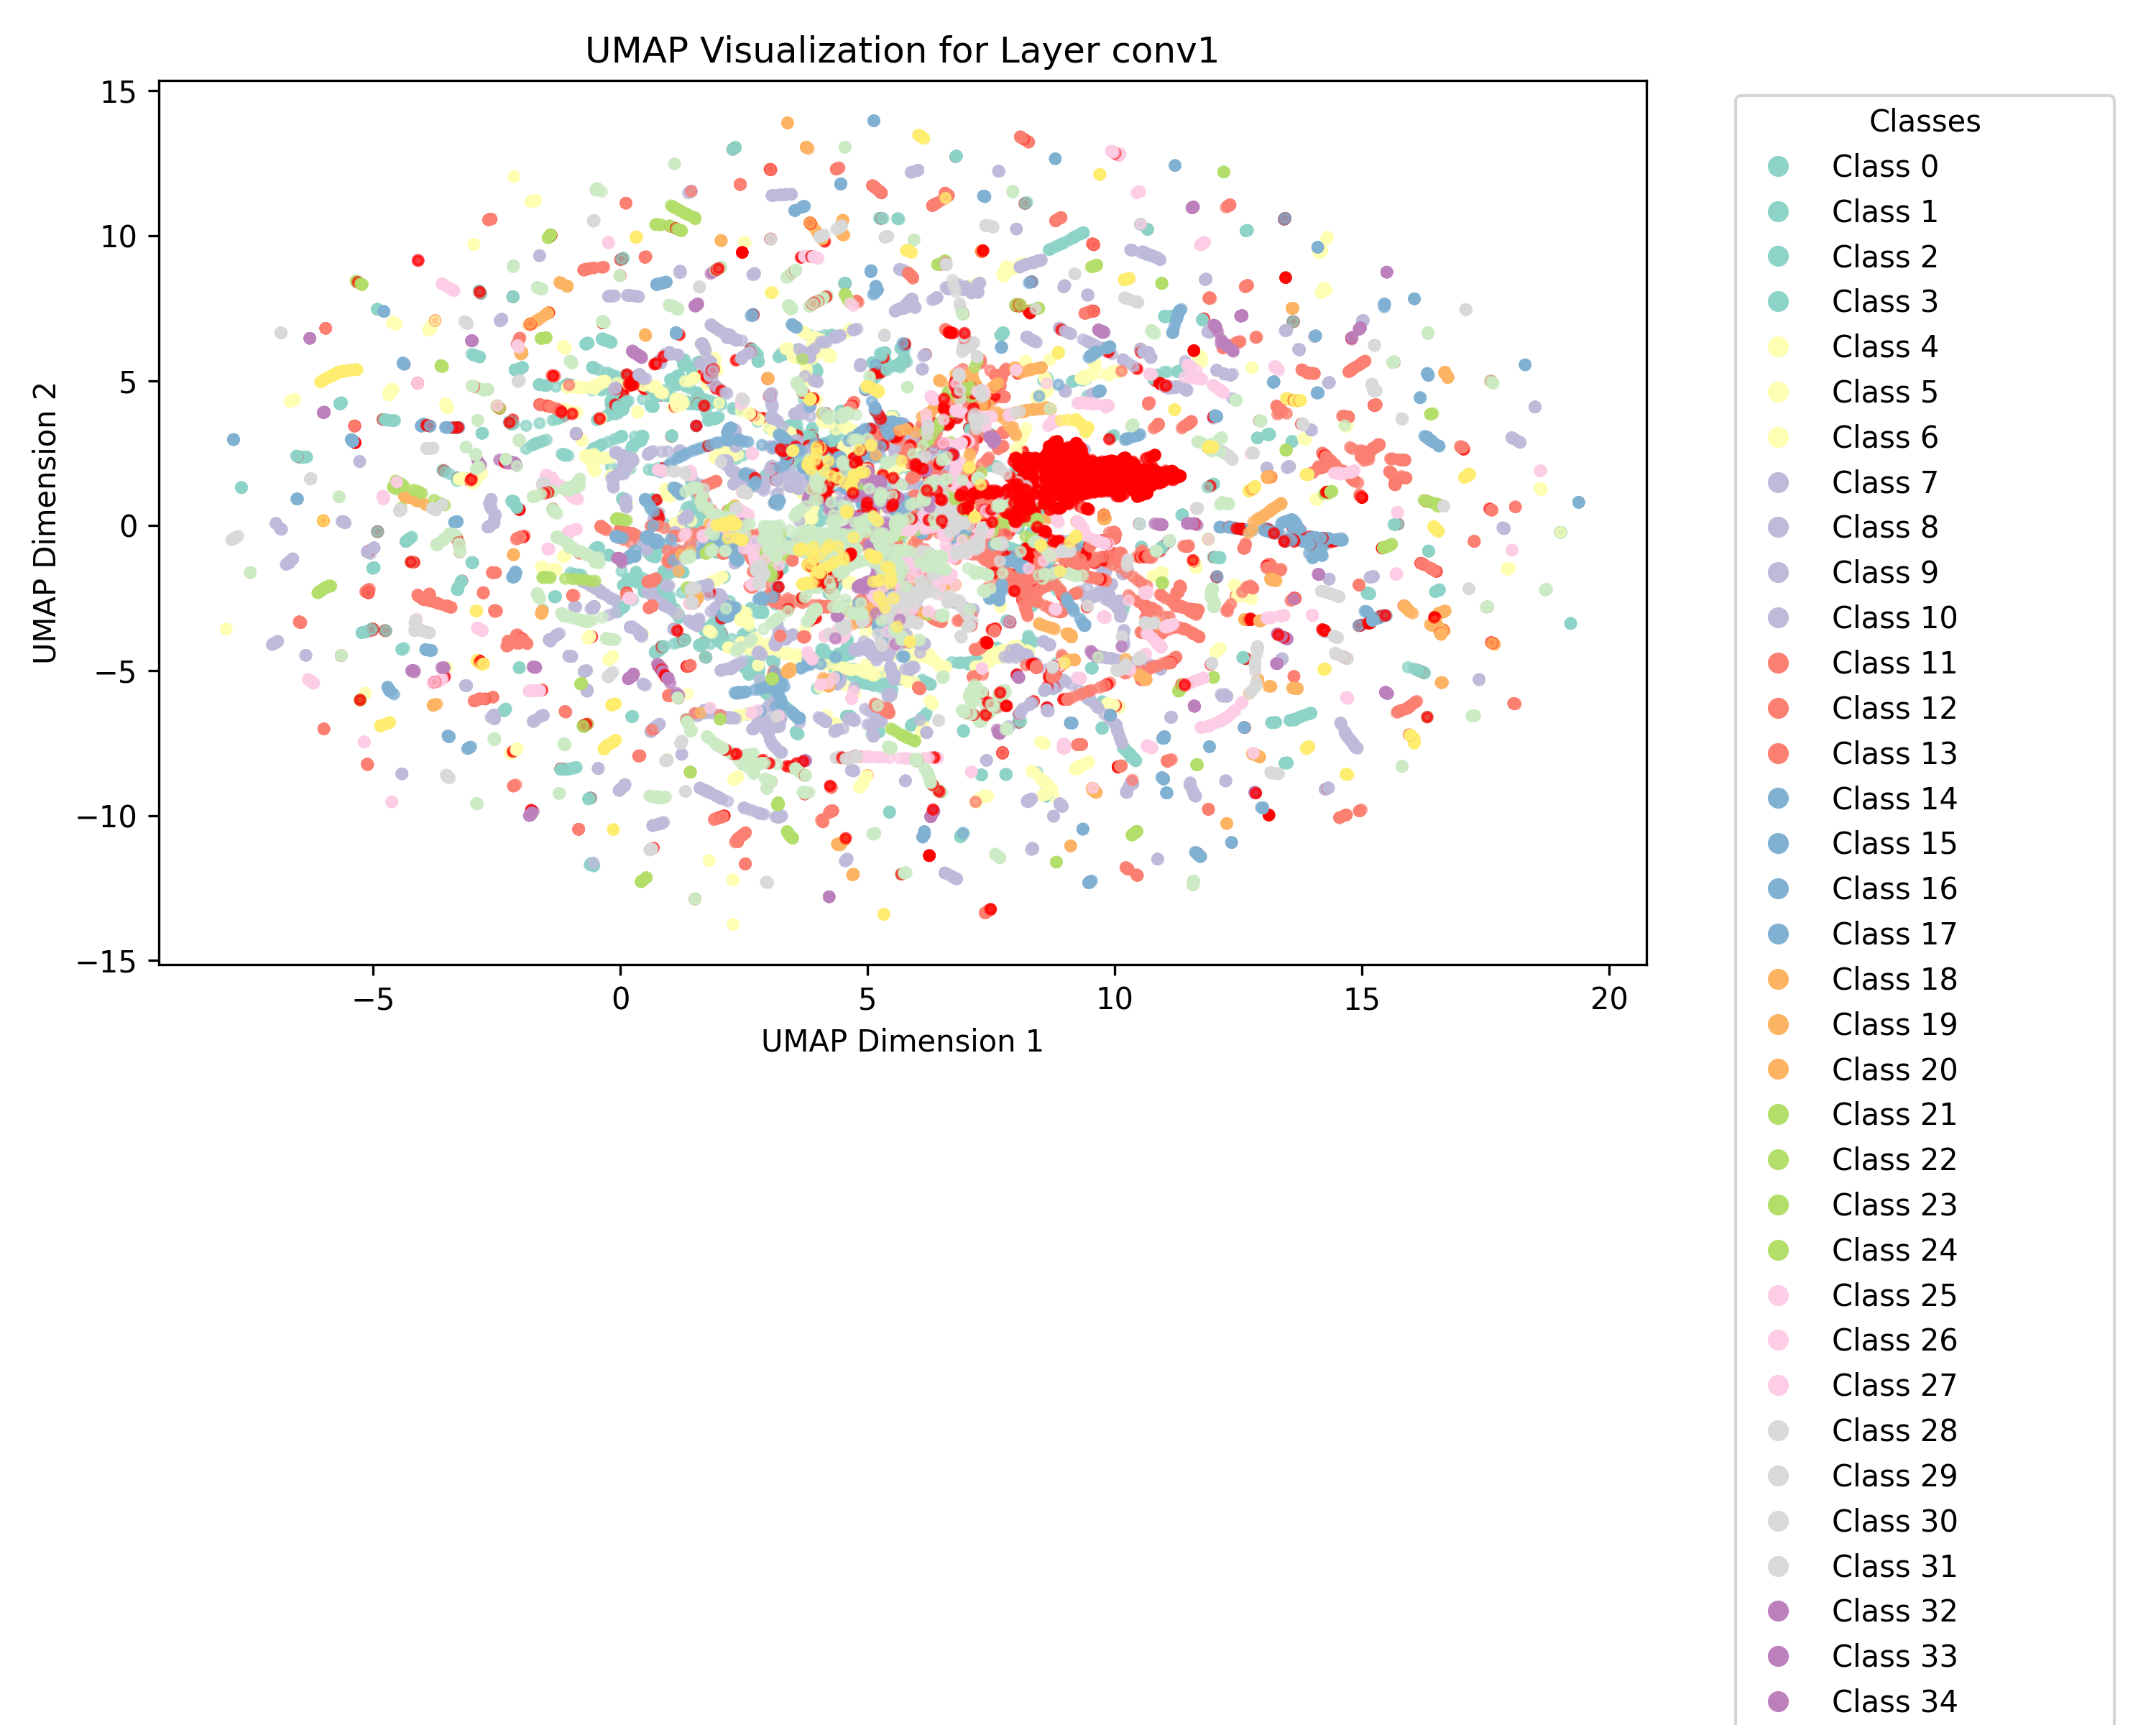 UMAP Visualization for Layer conv1
15
10
5
0
−5
−10
−15
UMAP Dimension 2
−5
0
5
10
15
20
UMAP Dimension 1
Classes
Class 0
Class 1
Class 2
Class 3
Class 4
Class 5
Class 6
Class 7
Class 8
Class 9
Class 10
Class 11
Class 12
Class 13
Class 14
Class 15
Class 16
Class 17
Class 18
Class 19
Class 20
Class 21
Class 22
Class 23
Class 24
Class 25
Class 26
Class 27
Class 28
Class 29
Class 30
Class 31
Class 32
Class 33
Class 34